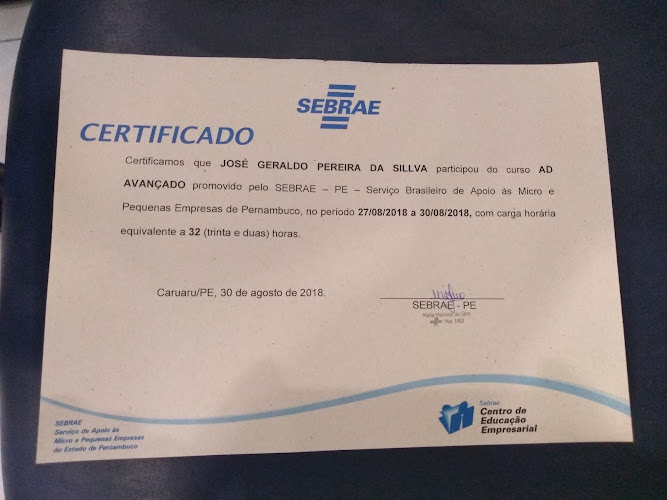 SEBRAE
CERTIFICADO
Certificamos que JOSÉ GERALDO PEREIRA DA SILLVA participou do curso AD
AVANÇADO promovido pelo SEBRAE – PE – Serviço Brasileiro de Apoio às Micro e
Pequenas Empresas de Pernambuco, no período 27/08/2018 a 30/08/2018, com carga horária
equivalente a 32 (trinta e duas) horas.
Caruaru/PE, 30 de agosto de 2018.
SEBRAE - PE
Mat. 1402
SEBRAE
Serviço de Apoio às
Micro e Pequenas Empresas
do Estado de Pernambuco
Sebrae
Centro de
Educação
Empresarial